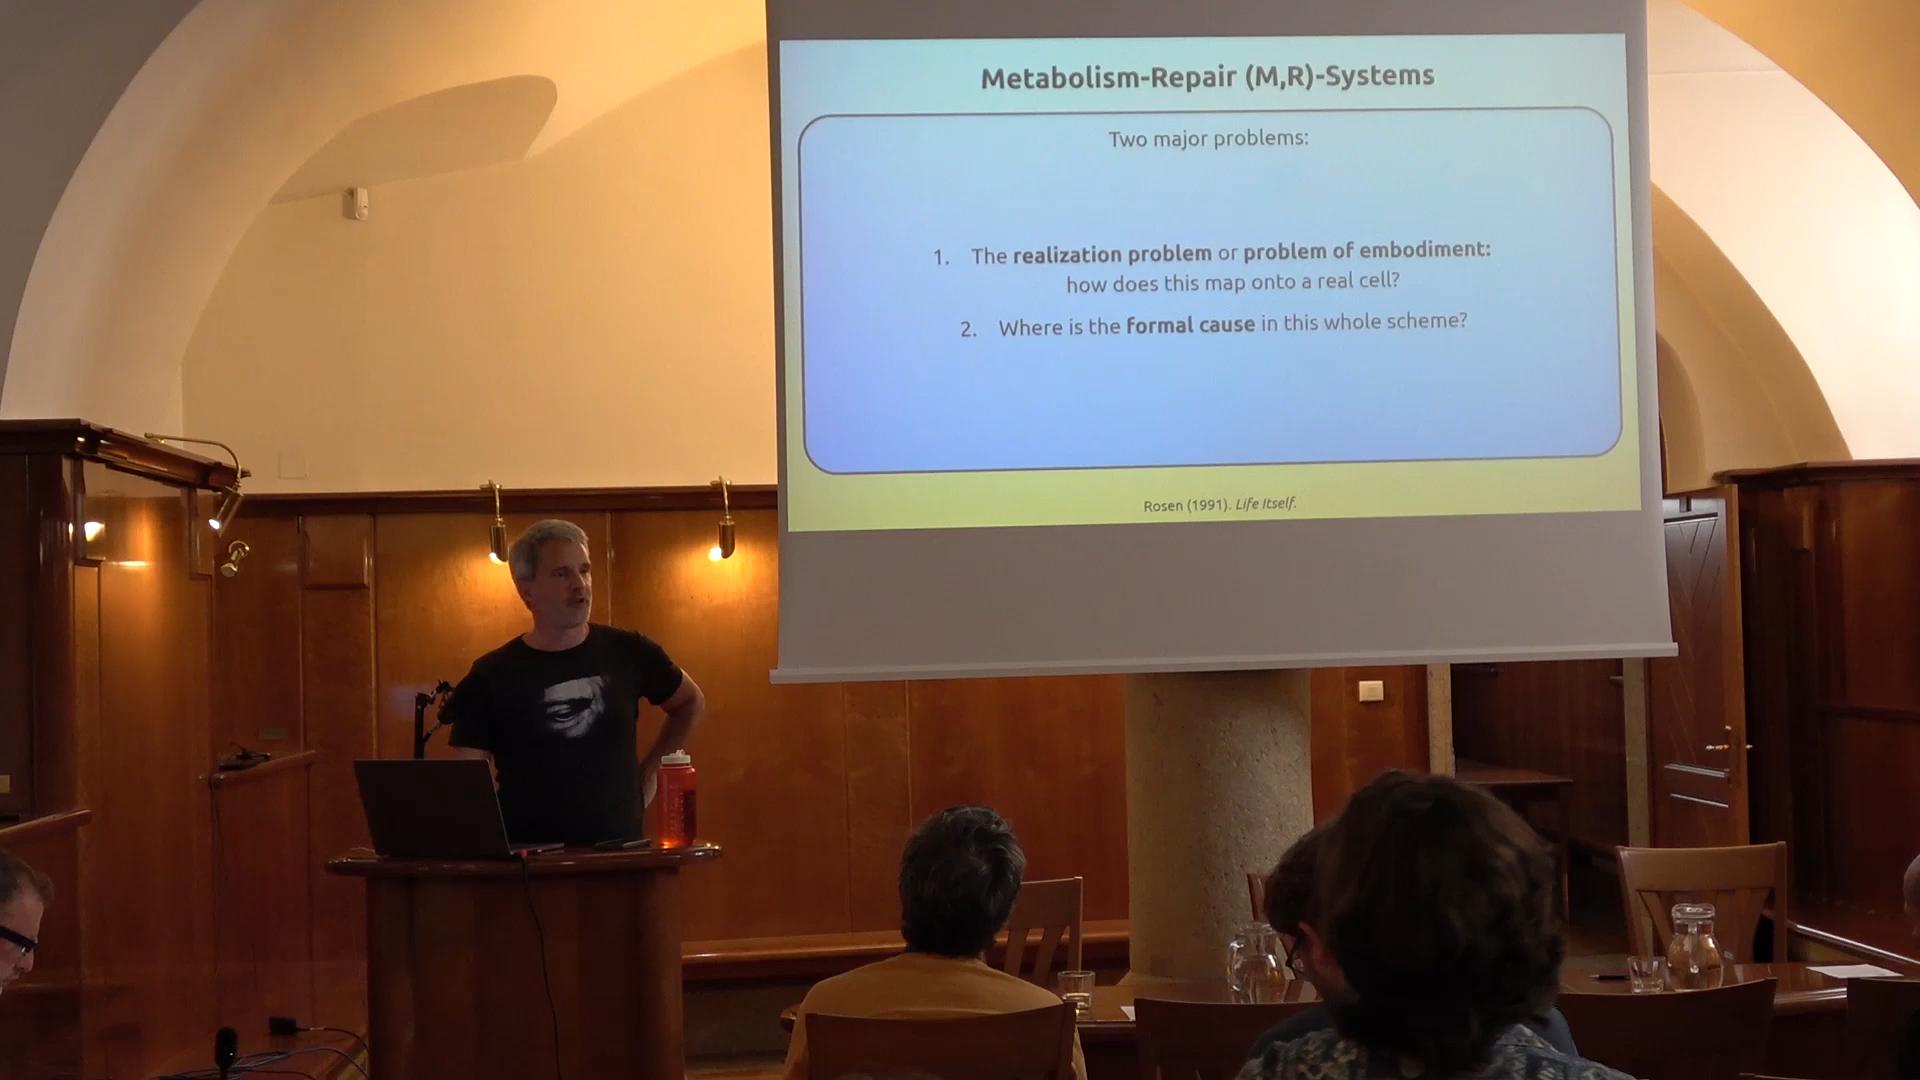 Metabolism-Repair (M,R)-Systems
Two major problems:
1. The realization problem or problem of embodiment:
how does this map onto a real cell?
2. Where is the formal cause in this whole scheme?
Rosen (1991). Life Itself.